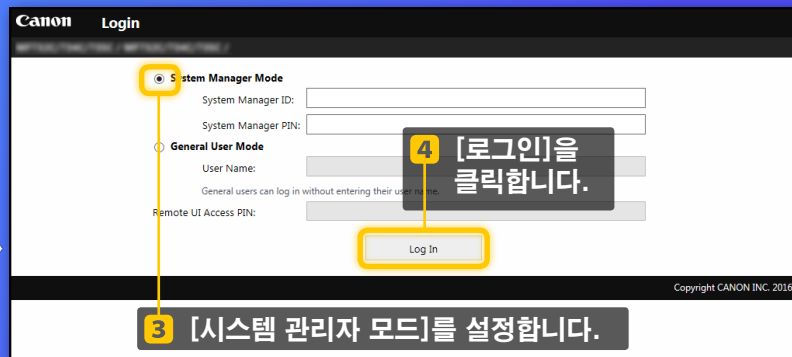 Canon Login
System Manager Mode
System Manager ID:
System Manager PIN:
General User Mode
User Name:
General users can log in without entering their user name.
Remote UI Access PIN:
4 [로그인]을
클릭합니다.
Log In
Copyright CANON INC. 2016
3 [시스템 관리자 모드]를 설정합니다.